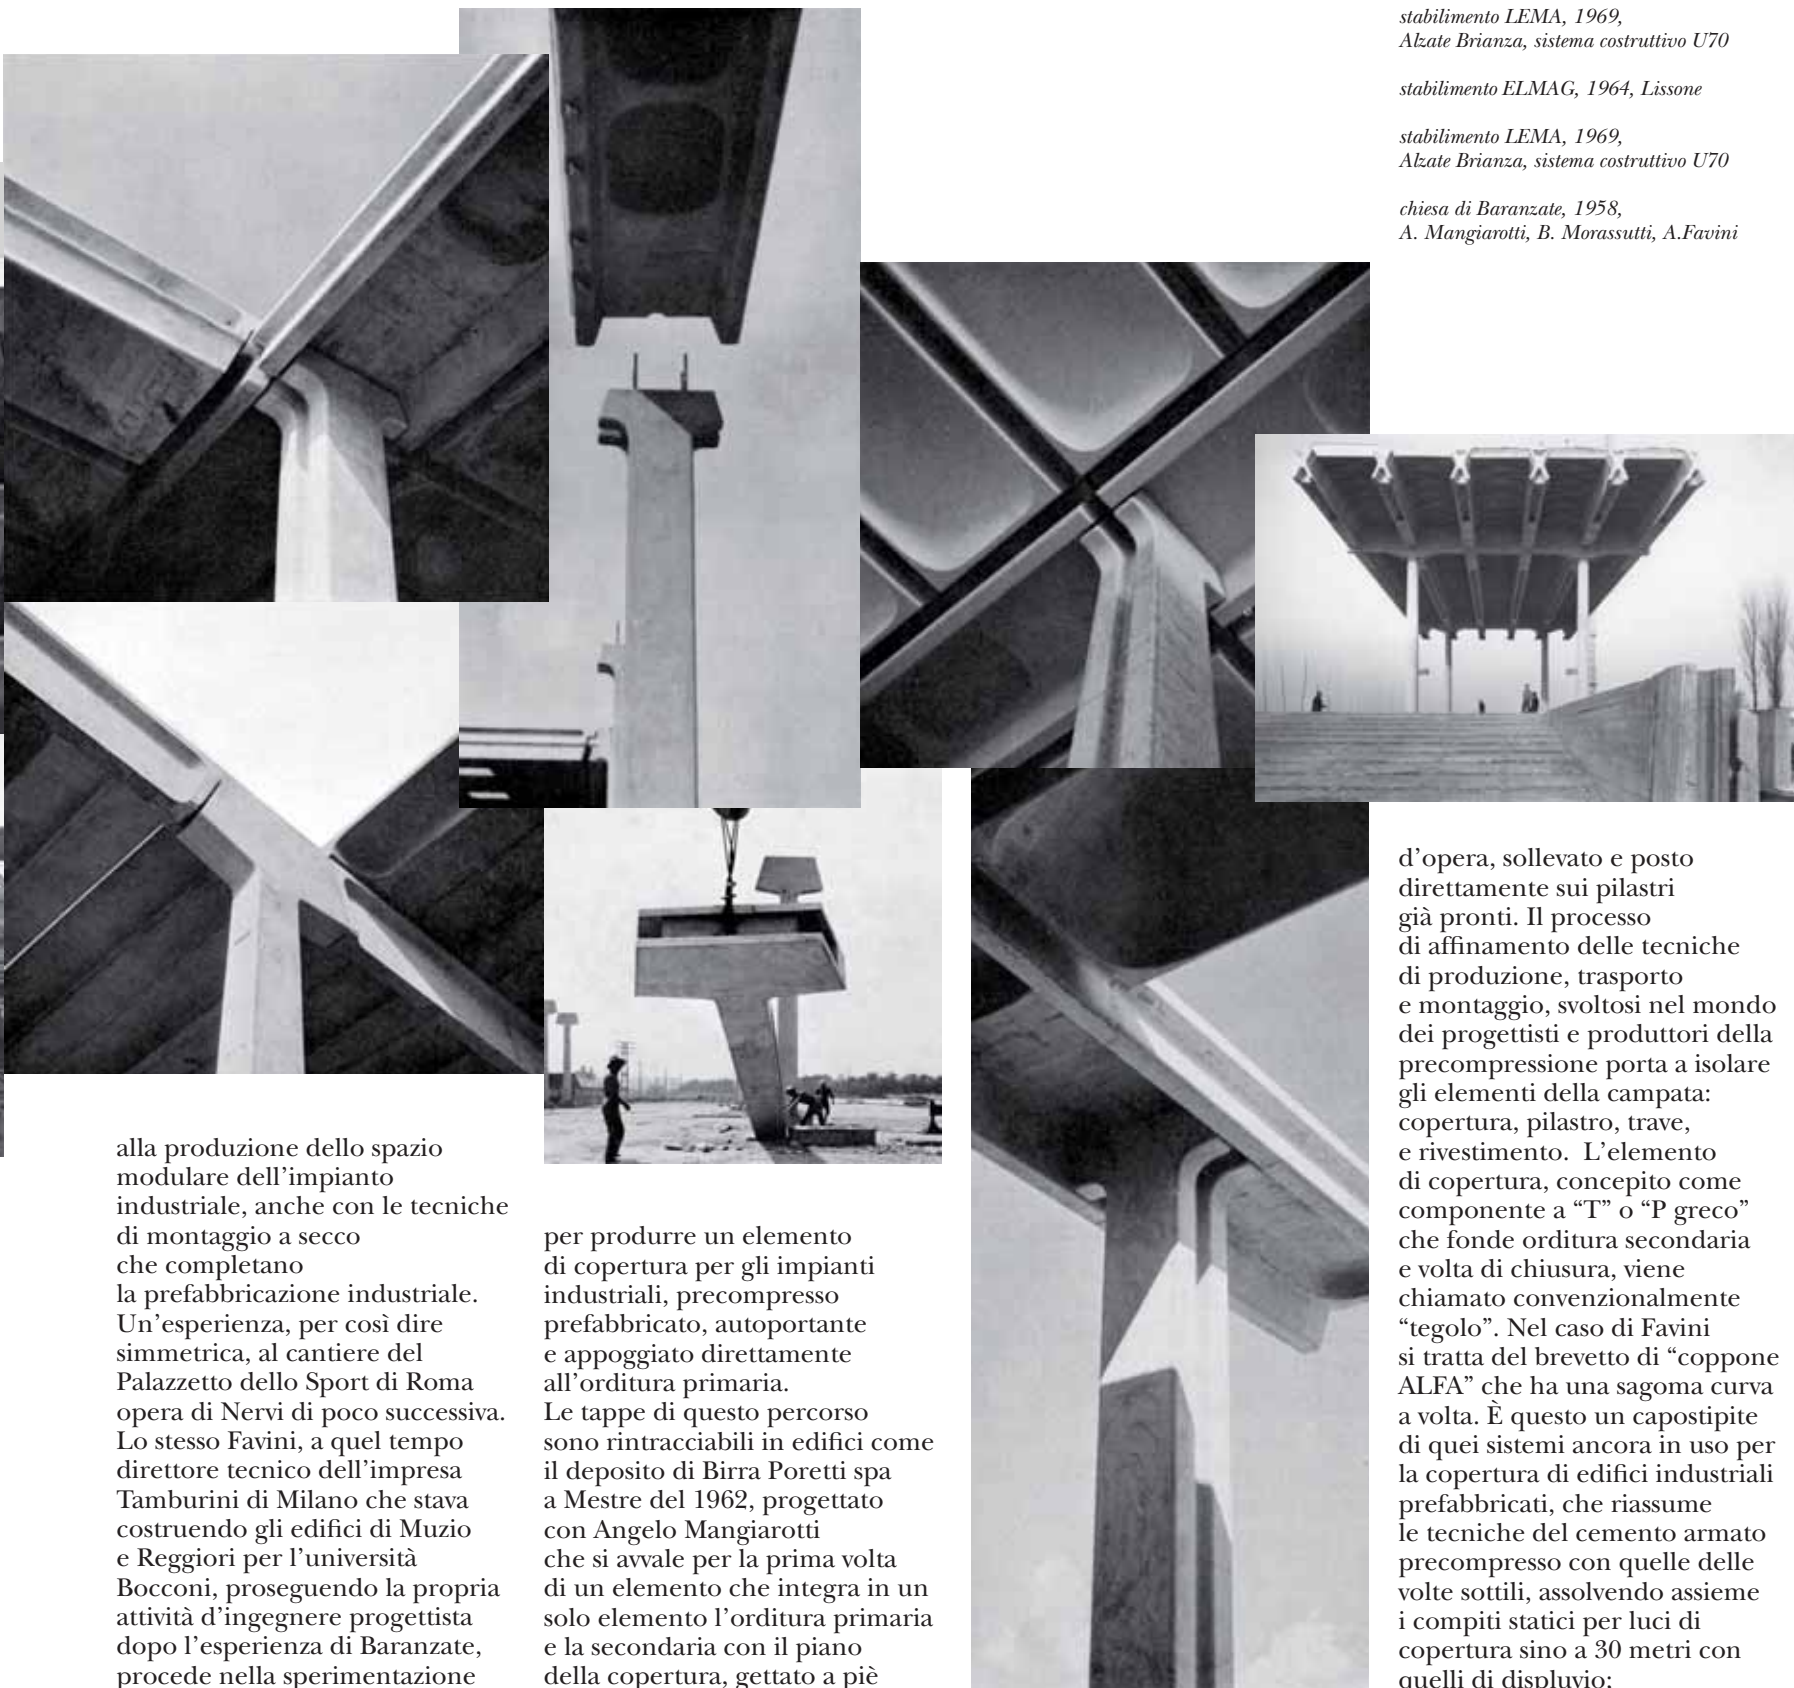 stabilimento LEMA, 1969,
Alzate Brianza, sistema costruttivo U70
stabilimento ELMAG, 1964, Lissone
stabilimento LEMA, 1969,
Alzate Brianza, sistema costruttivo U70
chiesa di Baranzate, 1958,
A. Mangiarotti, B. Morassutti, A.Favini
alla produzione dello spazio
modulare dell’impianto
industriale, anche con le tecniche
di montaggio a secco
che completano
la prefabbricazione industriale.
Un’esperienza, per così dire
simmetrica, al cantiere del
Palazzetto dello Sport di Roma
opera di Nervi di poco successiva.
Lo stesso Favini, a quel tempo
direttore tecnico dell’impresa
Tamburini di Milano che stava
costruendo gli edifici di Muzio
e Reggiori per l’università
Bocconi, proseguendo la propria
attività d’ingegnere progettista
dopo l’esperienza di Baranzate,
procede nella sperimentazione
per produrre un elemento
di copertura per gli impianti
industriali, precompresso
prefabbricato, autoportante
e appoggiato direttamente
all’orditura primaria.
Le tappe di questo percorso
sono rintracciabili in edifici come
il deposito di Birra Poretti spa
a Mestre del 1962, progettato
con Angelo Mangiarotti
che si avvale per la prima volta
di un elemento che integra in un
solo elemento l’orditura primaria
e la secondaria con il piano
della copertura, gettato a piè
d’opera, sollevato e posto
direttamente sui pilastri
già pronti. Il processo
di affinamento delle tecniche
di produzione, trasporto
e montaggio, svoltosi nel mondo
dei progettisti e produttori della
precompressione porta a isolare
gli elementi della campata:
copertura, pilastro, trave,
e rivestimento.  L’elemento
di copertura, concepito come
componente a “T” o “P greco”
che fonde orditura secondaria
e volta di chiusura, viene
chiamato convenzionalmente
“tegolo”. Nel caso di Favini
si tratta del brevetto di “coppone
ALFA” che ha una sagoma curva
a volta. È questo un capostipite
di quei sistemi ancora in uso per
la copertura di edifici industriali
prefabbricati, che riassume
le tecniche del cemento armato
precompresso con quelle delle
volte sottili, assolvendo assieme
i compiti statici per luci di
copertura sino a 30 metri con
quelli di displuvio;